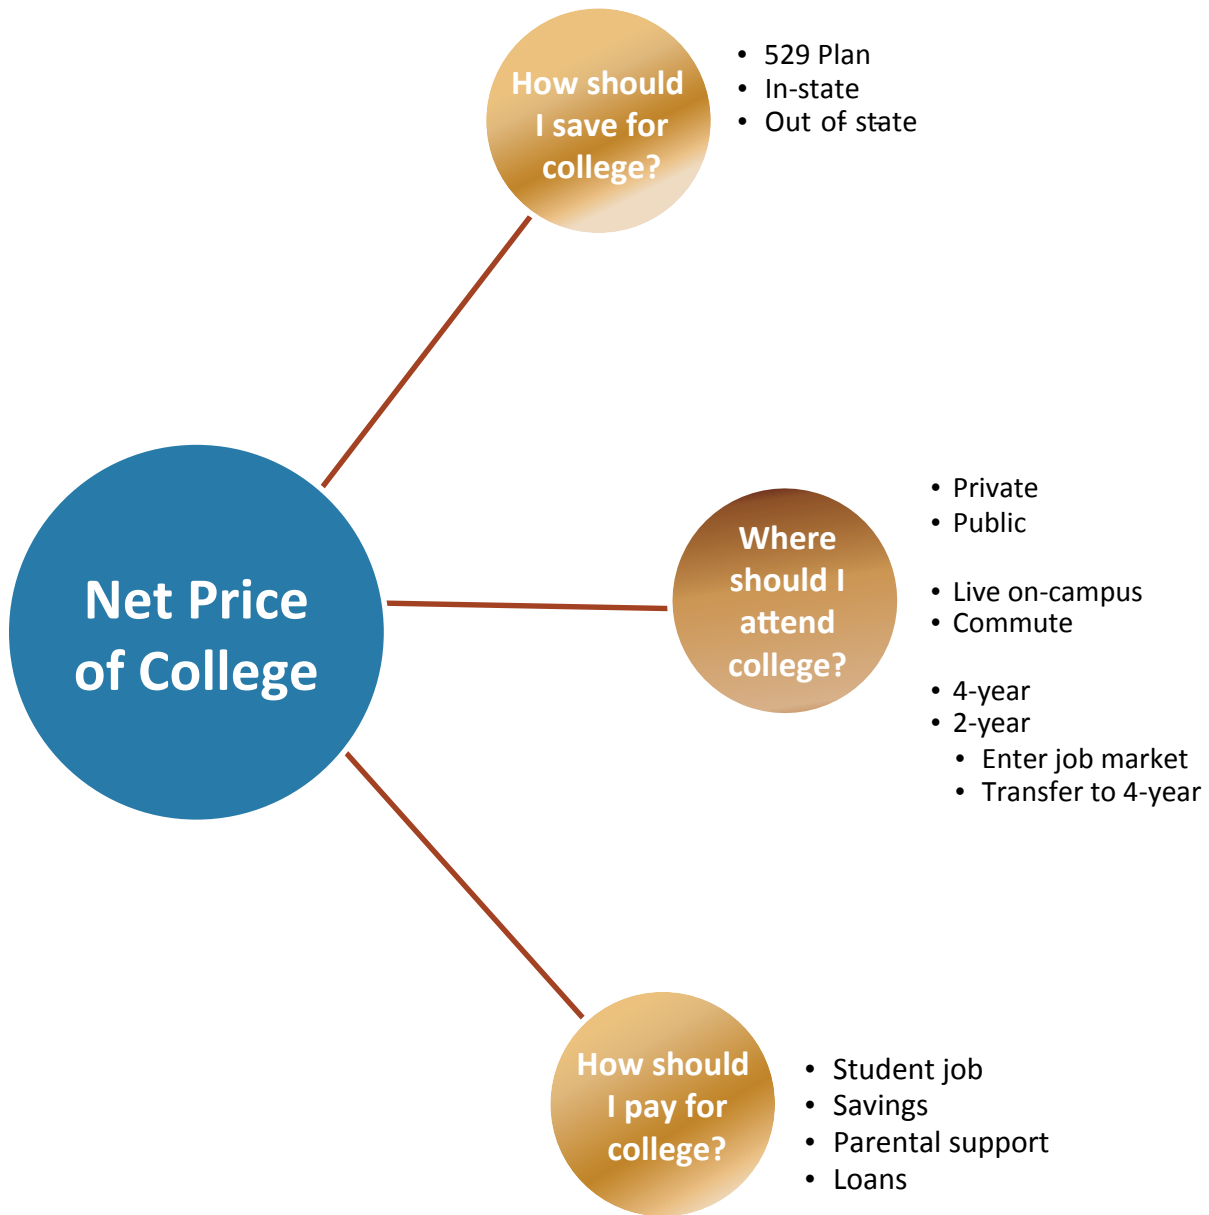 How should
I save for
college?
• 529 Plan
• In-state
• Out of state
Net Price
of College
Where
should I
attend
college?
• Private
• Public
• Live on-campus
• Commute
• 4-year
• 2-year
• Enter job market
• Transfer to 4-year
How should
I pay for
college?
• Student job
• Savings
• Parental support
• Loans